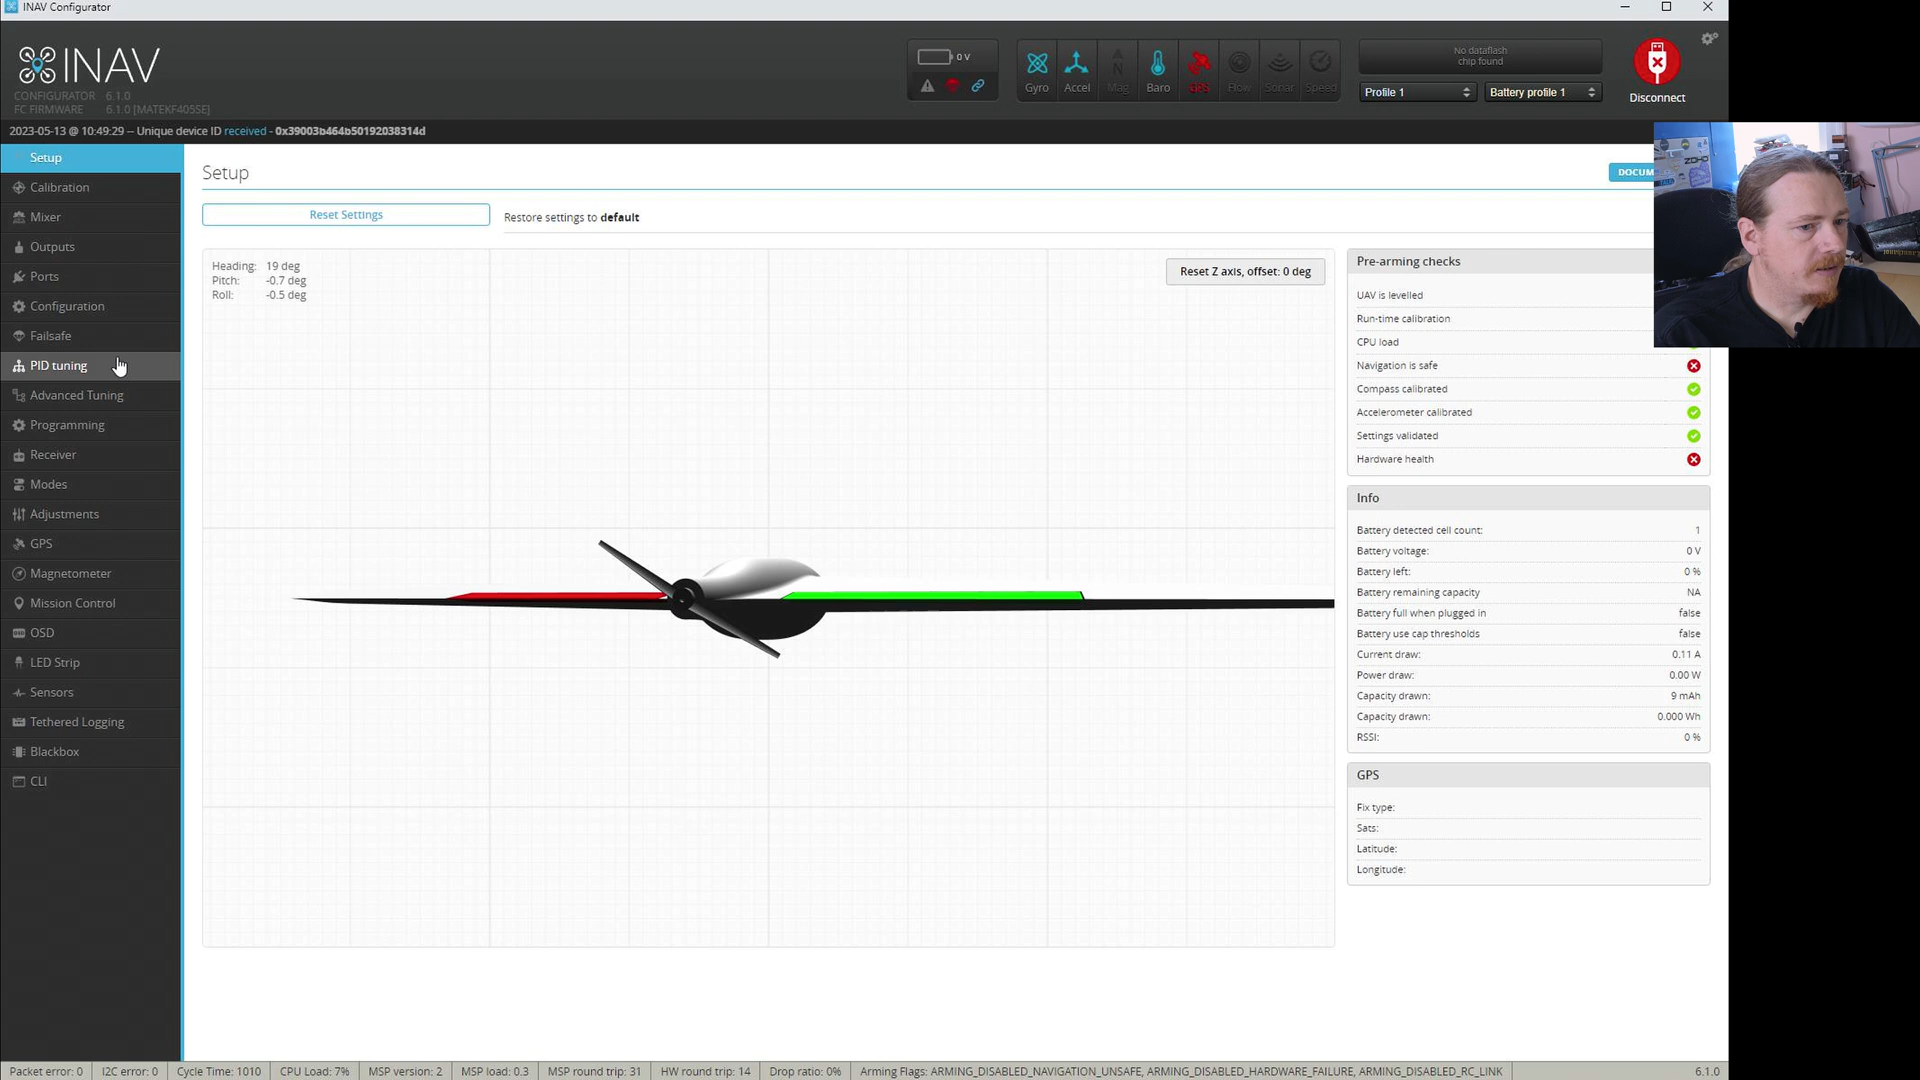 INAV Configurator
INAV
CONFIGURATOR 6.1.0
FC FIRMWARE 6.1.0 [MATEKF405SE]
0 V
Gyro
Accel
Mag
Baro
GPS
Flow
Sonar
Speed
No dataflash
chip found
Profile 1
Battery profile 1
Disconnect
2023-05-13 @ 10:49:29 -- Unique device ID received - 0x39003b464b50192038314d
Setup
Calibration
Mixer
Outputs
Ports
Configuration
Failsafe
PID tuning
Advanced Tuning
Programming
Receiver
Modes
Adjustments
GPS
Magnetometer
Mission Control
OSD
LED Strip
Sensors
Tethered Logging
Blackbox
CLI
Setup
DOCUM
Reset Settings
Restore settings to default
Heading: 19 deg
Pitch: -0.7 deg
Roll: -0.5 deg
Reset Z axis, offset: 0 deg
Pre-arming checks
UAV is levelled
Run-time calibration
CPU load
Navigation is safe
Compass calibrated
Accelerometer calibrated
Settings validated
Hardware health
Info
Battery detected cell count: 1
Battery voltage: 0 V
Battery left: 0 %
Battery remaining capacity NA
Battery full when plugged in false
Battery use cap thresholds false
Current draw: 0.11 A
Power draw: 0.00 W
Capacity drawn: 9 mAh
Capacity drawn: 0.000 Wh
RSSI: 0 %
GPS
Fix type:
Sats:
Latitude:
Longitude:
Packet error: 0
I2C error: 0
Cycle Time: 1010
CPU Load: 7%
MSP version: 2
MSP load: 0.3
MSP round trip: 31
HW round trip: 14
Drop ratio: 0%
Arming Flags: ARMING_DISABLED_NAVIGATION_UNSAFE, ARMING_DISABLED_HARDWARE_FAILURE, ARMING_DISABLED_RC_LINK
6.1.0